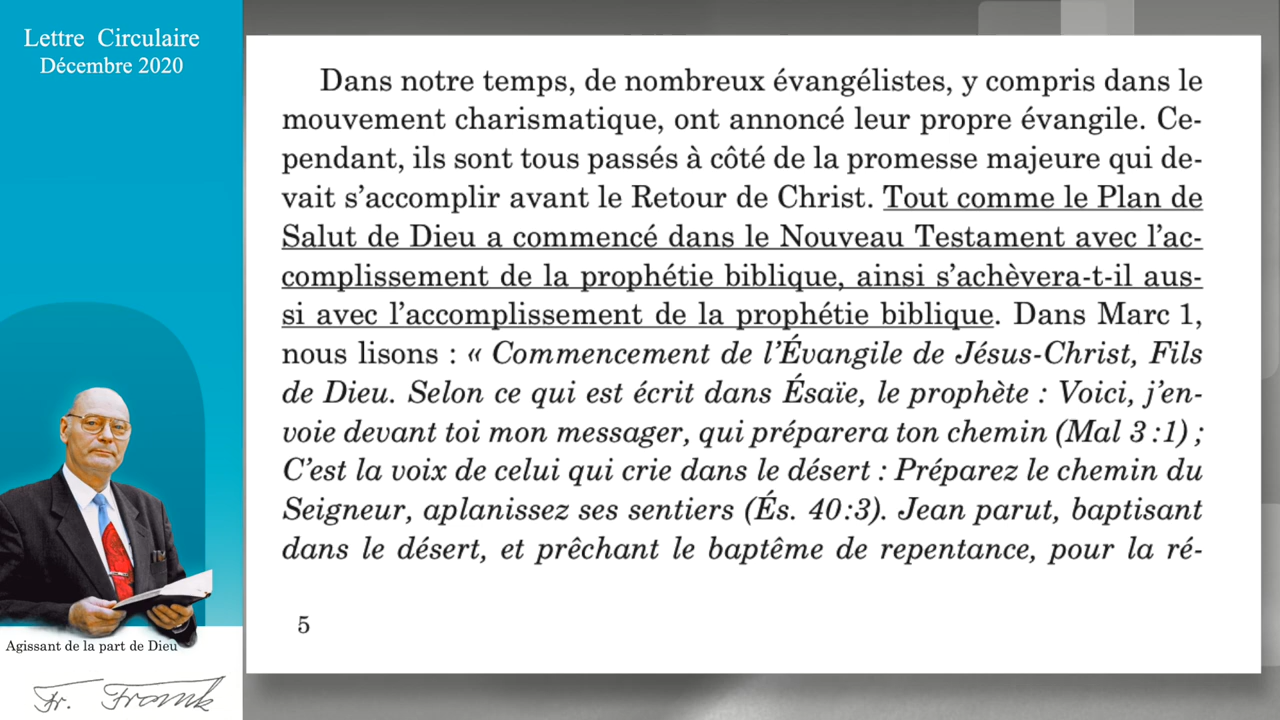 Lettre Circulaire
Décembre 2020
Dans notre temps, de nombreux évangélistes, y compris dans le
mouvement charismatique, ont annoncé leur propre évangile. Ce-
pendant, ils sont tous passés à côté de la promesse majeure qui de-
vait s’accomplir avant le Retour de Christ. Tout comme le Plan de
Salut de Dieu a commencé dans le Nouveau Testament avec l’ac-
complissement de la prophétie biblique, ainsi s’achèvera-t-il aus-
si avec l’accomplissement de la prophétie biblique. Dans Marc 1,
nous lisons : « Commencement de l’Évangile de Jésus-Christ, Fils
de Dieu. Selon ce qui est écrit dans Ésaïe, le prophète : Voici, j’en-
voie devant toi mon messager, qui préparera ton chemin (Mal 3 :1) ;
C’est la voix de celui qui crie dans le désert : Préparez le chemin du
Seigneur, aplanissez ses sentiers (És. 40 :3). Jean parut, baptisant
dans le désert, et prêchant le baptême de repentance, pour la ré-
5
Agissant de la part de Dieu
Fr. Frank